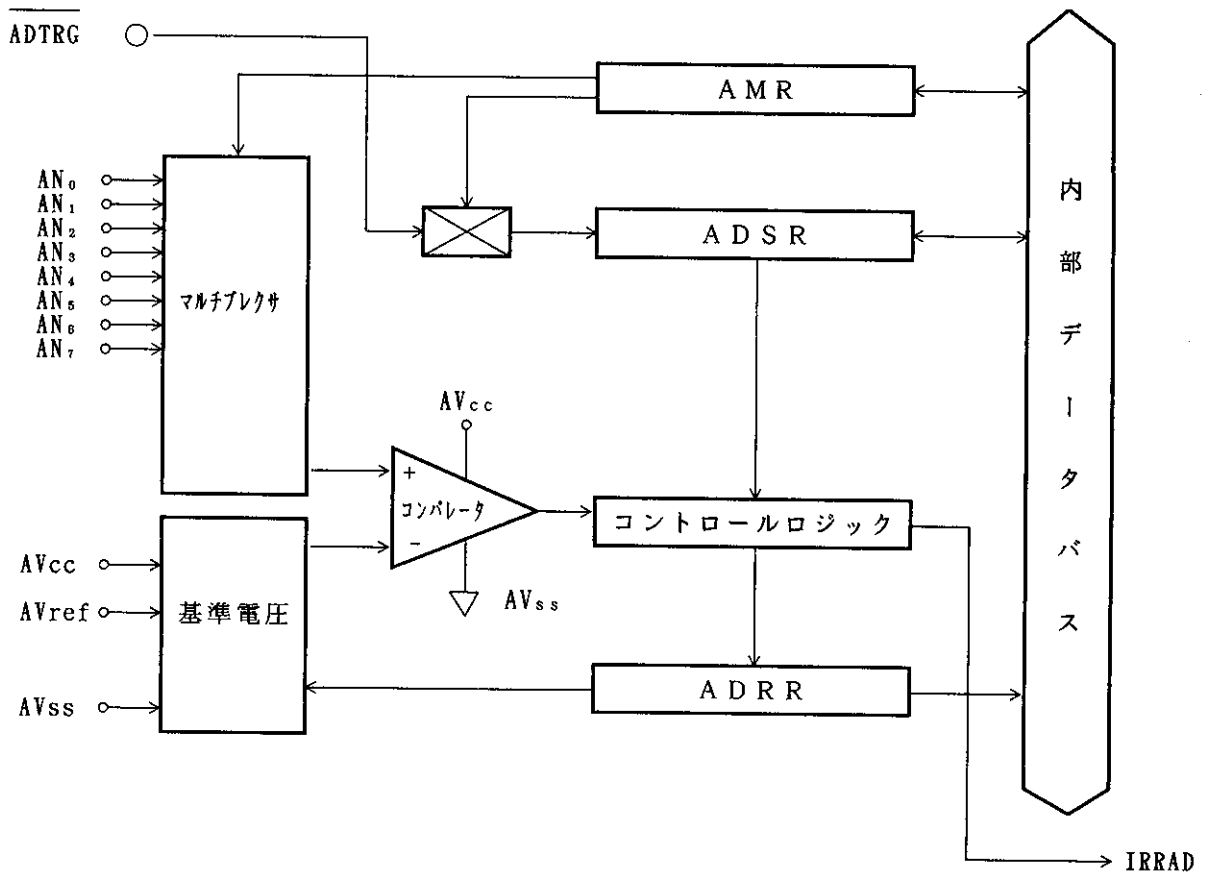 ADTRG
AMR
AN₀
AN₁
AN₂
AN₃
AN₄
AN₅
AN₆
AN₇
マルチプレクサ
ADSR
内部データバス
AVcc
+
コンパレータ
-
AVss
コントロールロジック
AVcc
AVref
AVss
基準電圧
ADRR
IRRAD